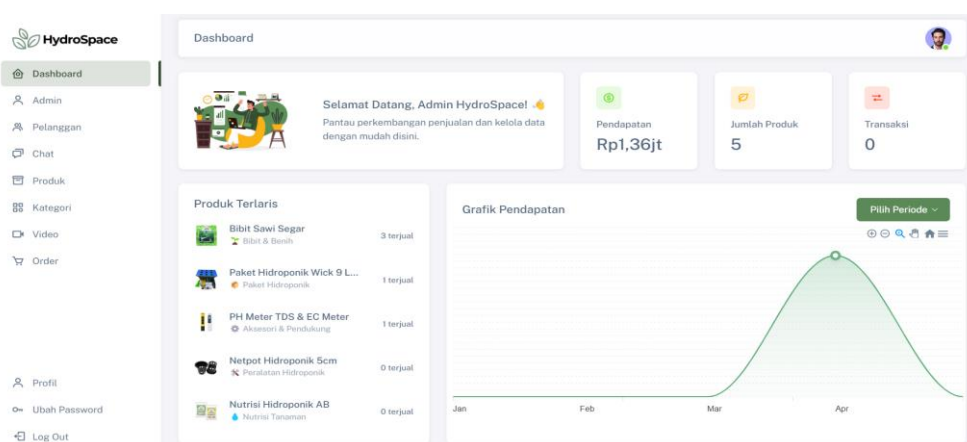 HydroSpace
Dashboard
Admin
Pelanggan
Chat
Produk
Kategori
Video
Order
Profil
Ubah Password
Log Out
Dashboard
Selamat Datang, Admin HydroSpace!
Pantau perkembangan penjualan dan kelola data
dengan mudah disini.
Pendapatan
Rp1,36jt
Jumlah Produk
5
Transaksi
0
Produk Terlaris
Bibit Sawi Segar
Bibit & Benih
3 terjual
Paket Hidroponik Wick 9 L...
Paket Hidroponik
1 terjual
PH Meter TDS & EC Meter
Aksesori & Pendukung
1 terjual
Netpot Hidroponik 5cm
Peralatan Hidroponik
0 terjual
Nutrisi Hidroponik AB
Nutrisi Tanaman
0 terjual
Grafik Pendapatan
Pilih Periode
Jan Feb Mar Apr